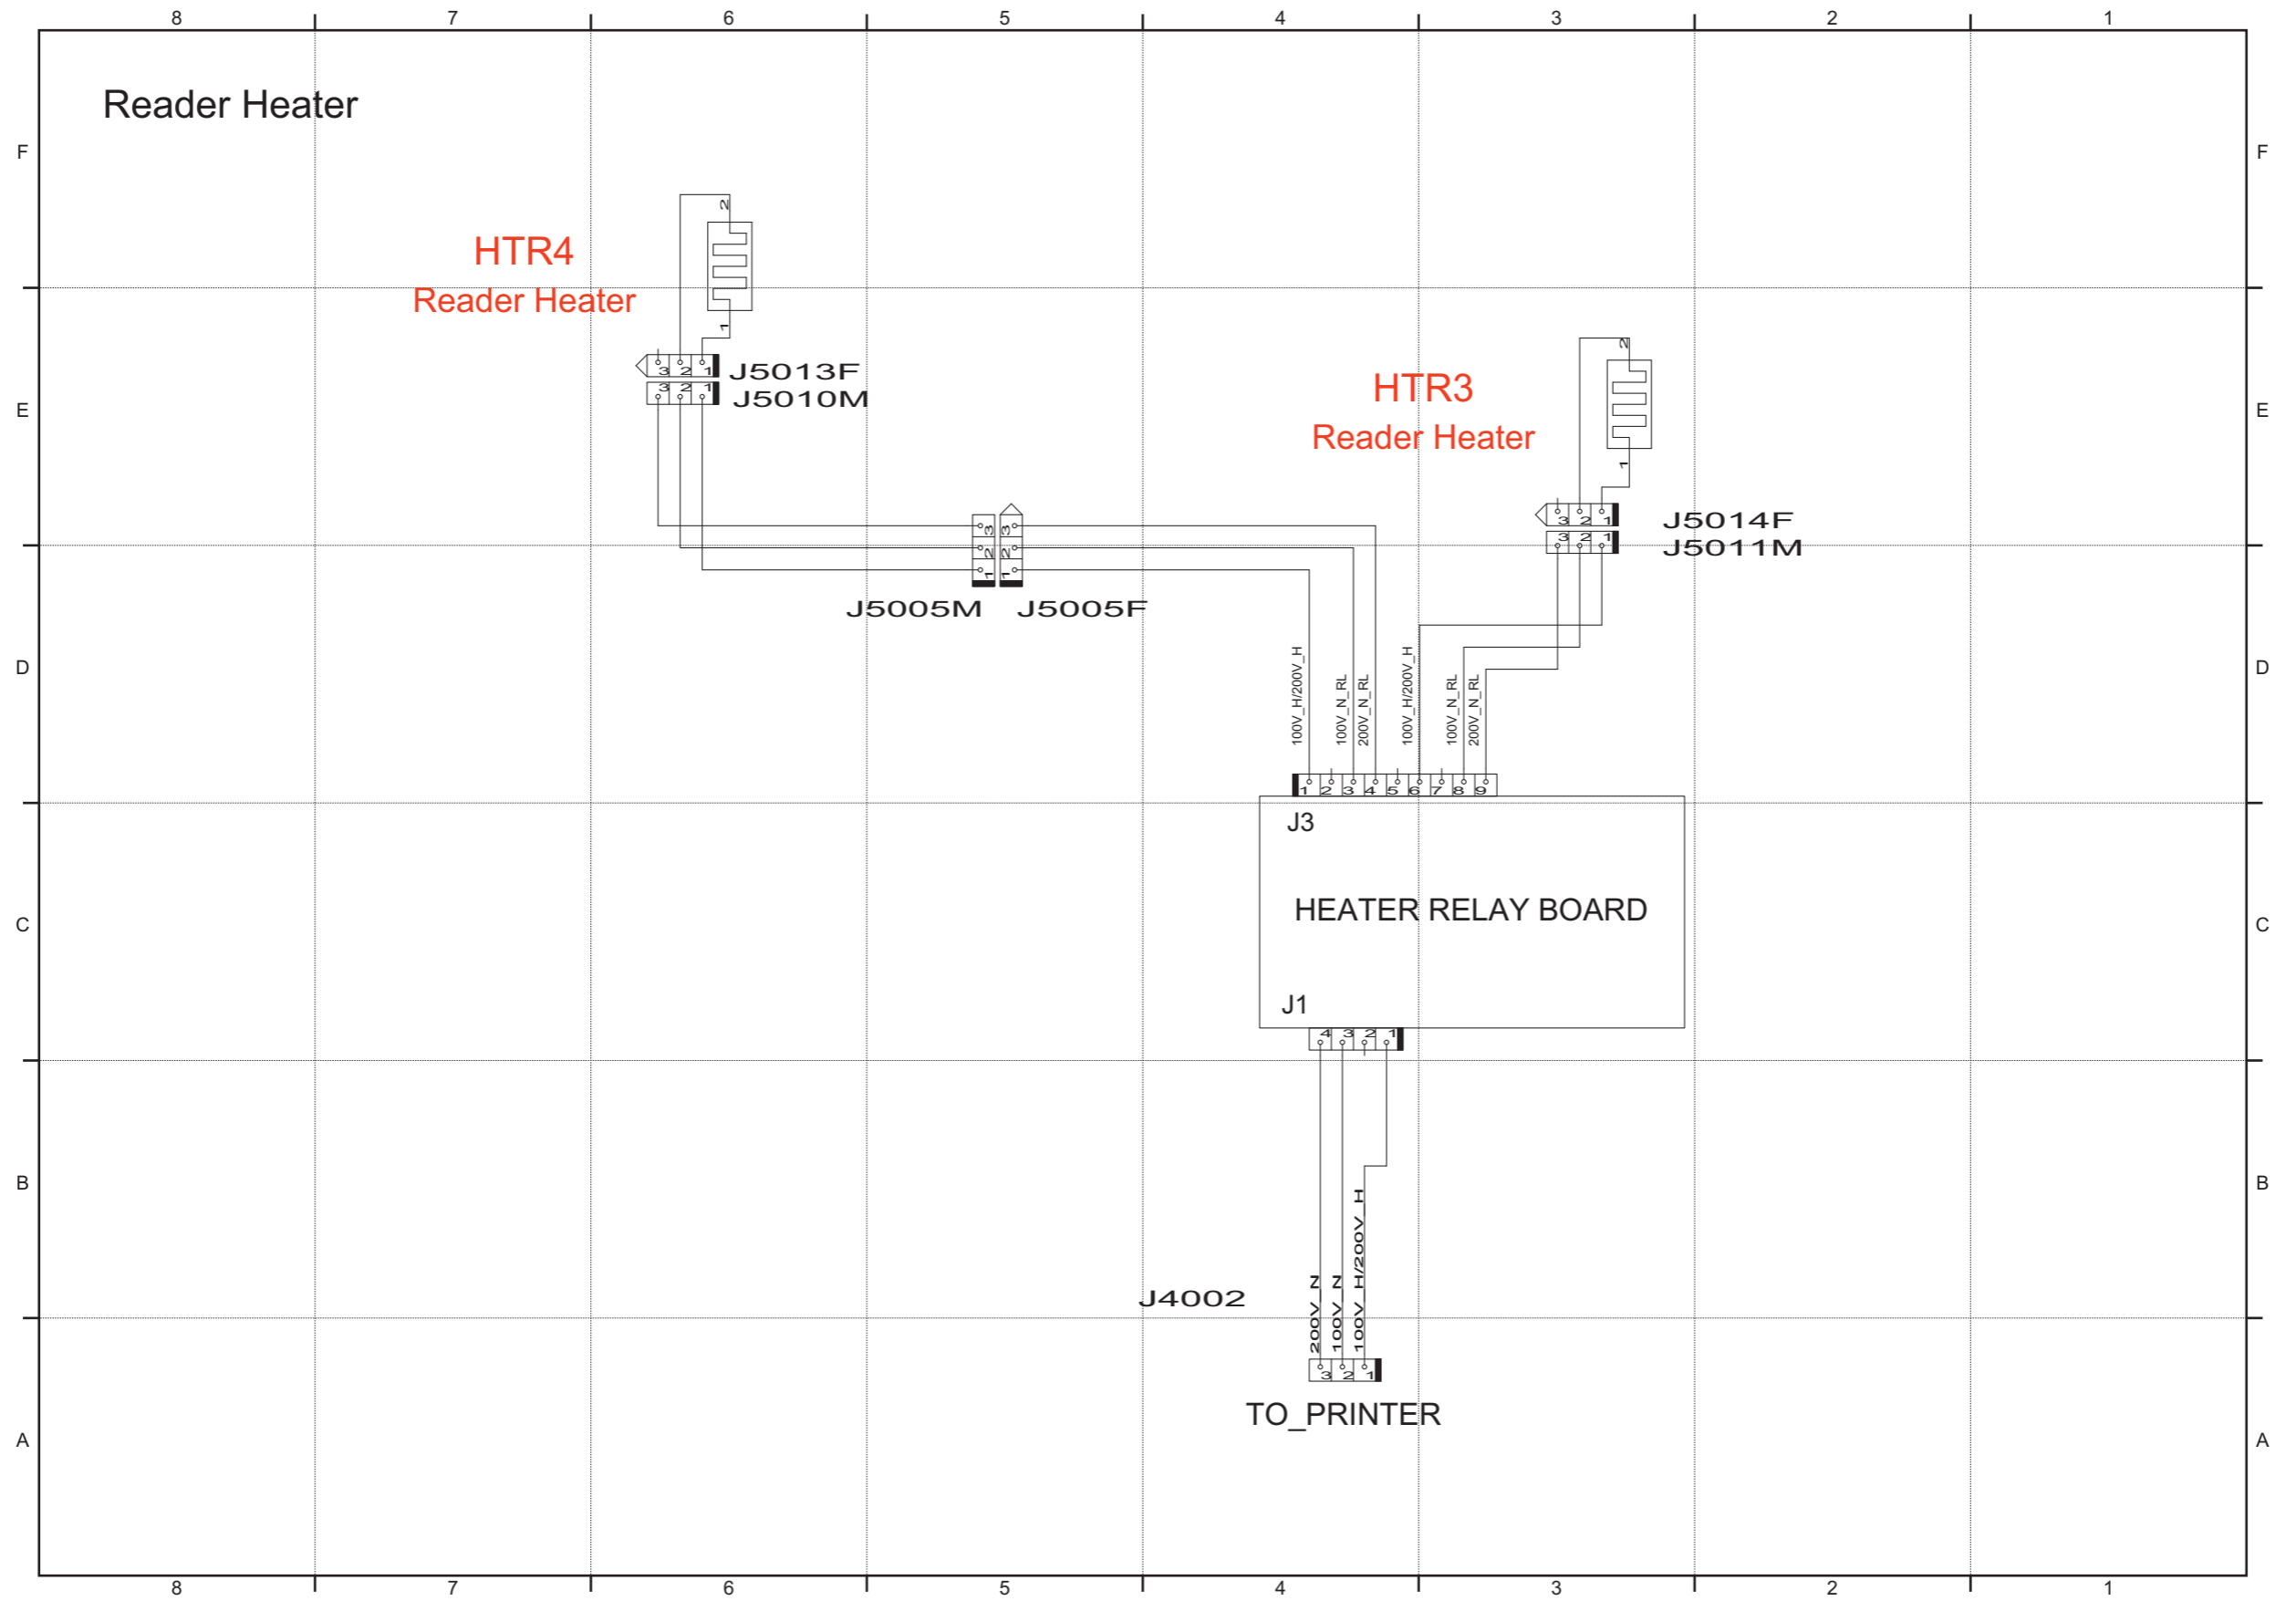 8 7 6 5 4 3 2 1
Reader Heater
F F
2
HTR4
Reader Heater
1
3 2 1
J5013F
3 2 1
J5010M
2
HTR3
Reader Heater
1
E E
3 2 1
J5014F
3 2 1
J5011M
3 3
2 2
1 1
J5005M J5005F
D D
100V_H/200V_H
100V_N_RL
200V_N_RL
100V_H/200V_H
100V_N_RL
200V_N_RL
1 2 3 4 5 6 7 8 9
J3
HEATER RELAY BOARD
C C
J1
4 3 2 1
B B
J4002
200V_N
100V_N
100V_H/200V_H
3 2 1
TO_PRINTER
A A
8 7 6 5 4 3 2 1